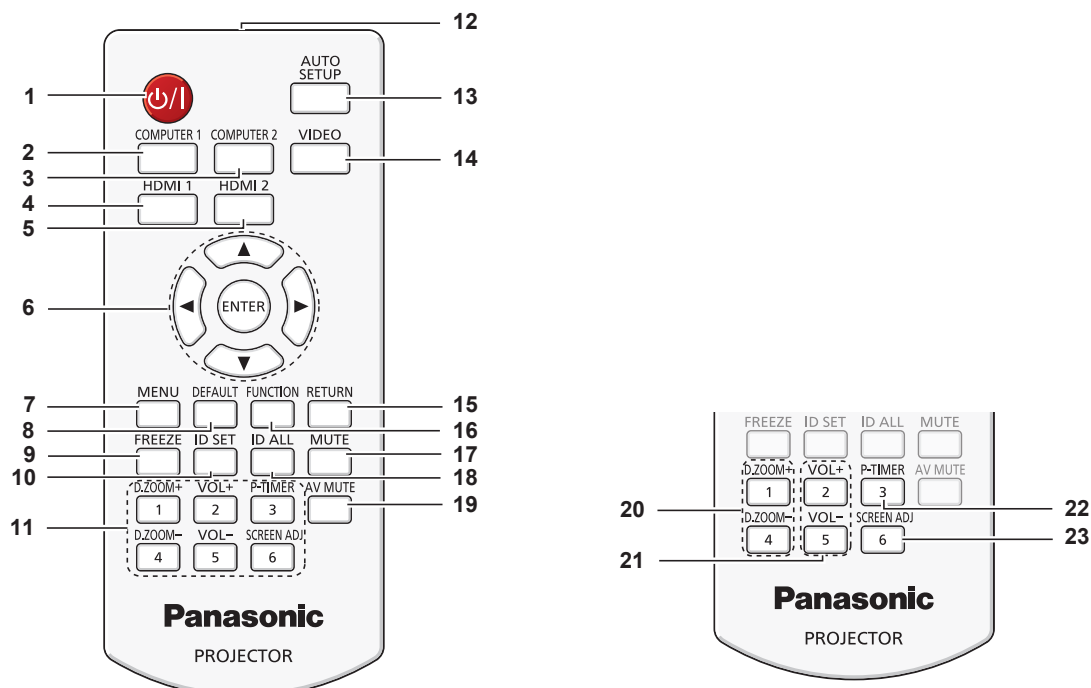 12
AUTO
SETUP
1
⏻/I
13
COMPUTER 1 COMPUTER 2 VIDEO
2
14
3
HDMI 1 HDMI 2
4
5
▲
6
◀ ENTER ▶
▼
MENU DEFAULT FUNCTION RETURN
7
15
8
16
FREEZE ID SET ID ALL MUTE
9
17
10
18
D.ZOOM+ VOL+ P-TIMER AV MUTE
1 2 3
19
11
D.ZOOM- VOL- SCREEN ADJ
4 5 6
Panasonic
PROJECTOR
FREEZE ID SET ID ALL MUTE
D.ZOOM+ VOL+ P-TIMER AV MUTE
1 2 3
20
22
D.ZOOM- VOL- SCREEN ADJ
4 5 6
23
21
Panasonic
PROJECTOR